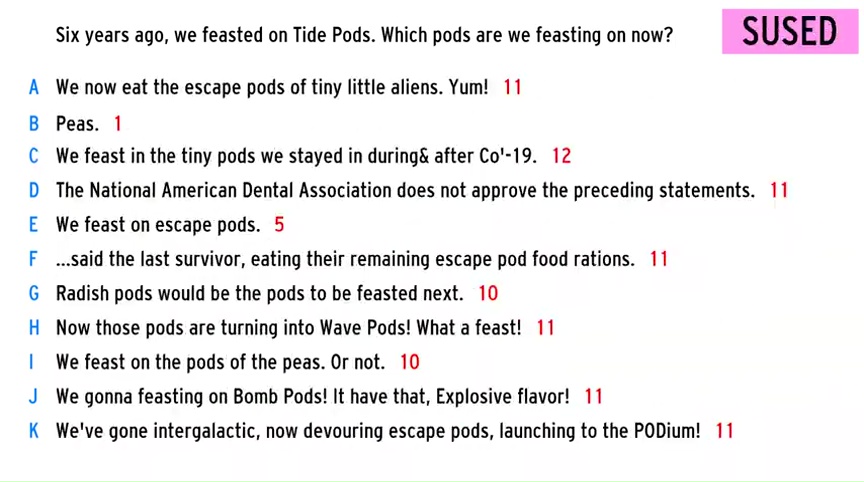 Six years ago, we feasted on Tide Pods. Which pods are we feasting on now?
SUSED
A We now eat the escape pods of tiny little aliens. Yum! 11
B Peas. 1
C We feast in the tiny pods we stayed in during& after Co'-19. 12
D The National American Dental Association does not approve the preceding statements. 11
E We feast on escape pods. 5
F ...said the last survivor, eating their remaining escape pod food rations. 11
G Radish pods would be the pods to be feasted next. 10
H Now those pods are turning into Wave Pods! What a feast! 11
I We feast on the pods of the peas. Or not. 10
J We gonna feasting on Bomb Pods! It have that, Explosive flavor! 11
K We've gone intergalactic, now devouring escape pods, launching to the PODium! 11